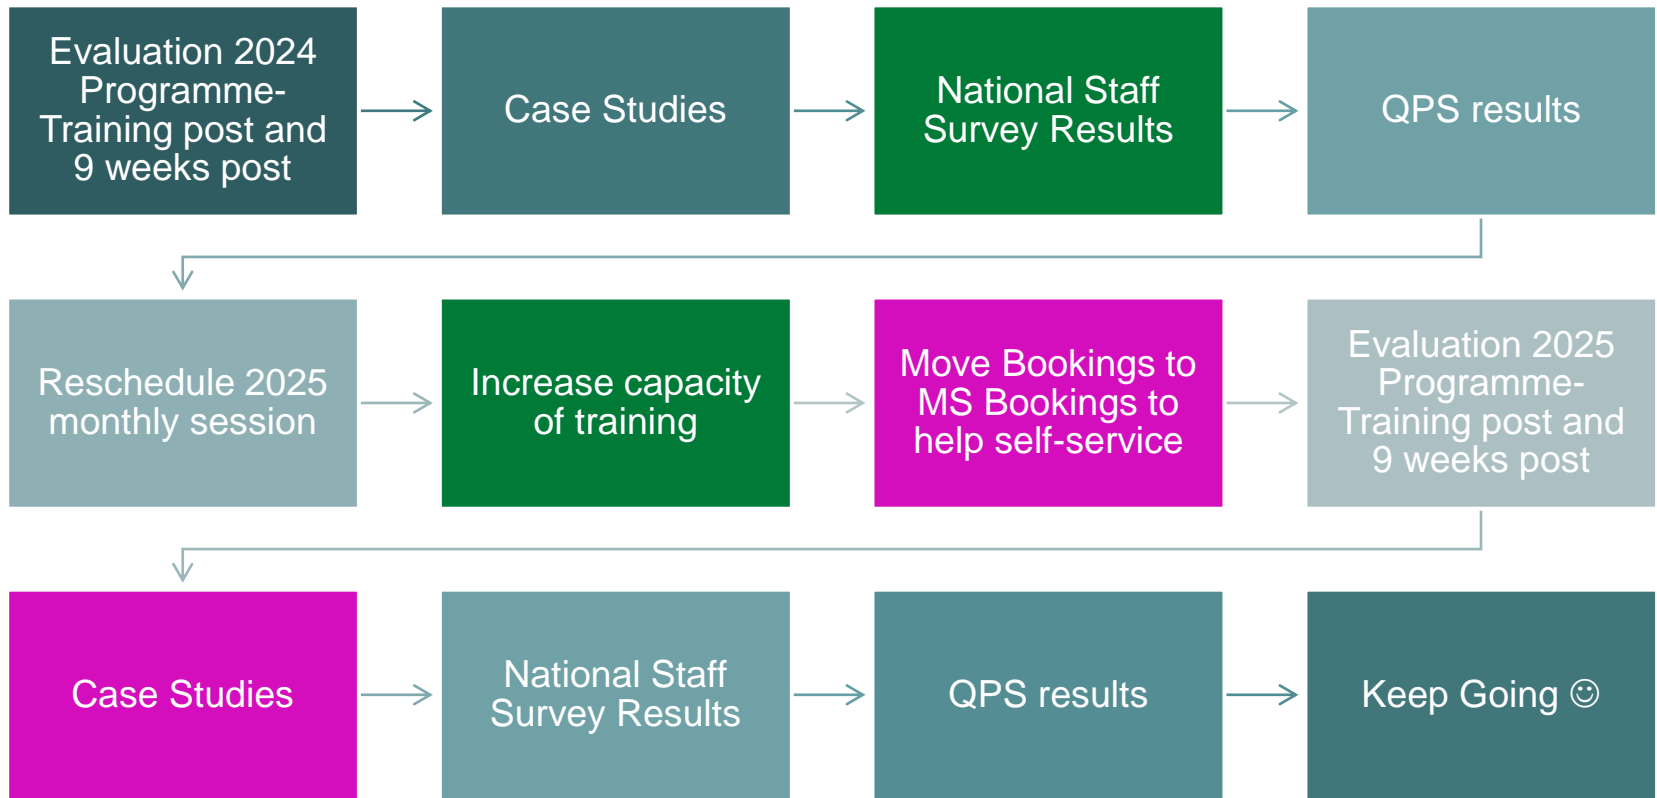 Evaluation 2024
Programme-
Training post and
9 weeks post
Case Studies
National Staff
Survey Results
QPS results
Reschedule 2025
monthly session
Increase capacity
of training
Move Bookings to
MS Bookings to
help self-service
Evaluation 2025
Programme-
Training post and
9 weeks post
Case Studies
National Staff
Survey Results
QPS results
Keep Going ☺